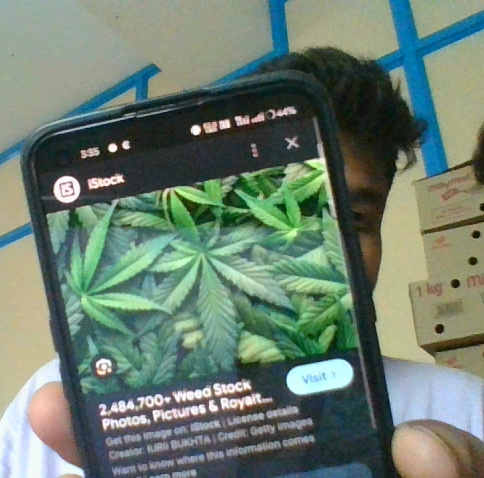 5:55
44%
iStock
Visit
2,484,700+ Weed Stock
Photos, Pictures & Royalt...
Get this image on: iStock | License details
Creator: IURII BUKHTA | Credit: Getty Images
Want to know where this information comes
1 kg